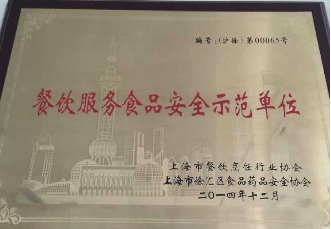 编号:(沪徐)第00065号
餐饮服务食品安全示范单位
上海市餐饮烹饪行业协会
上海市徐汇区食品药品安全协会
二〇一四年十二月